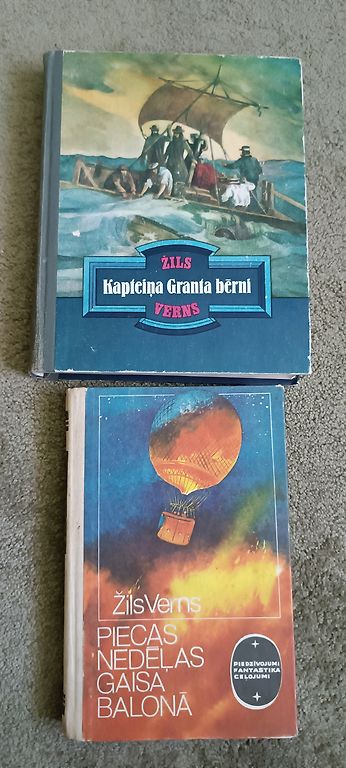 ŽILS
Kapteiņa Granta bērni
VERNS
Žils Verns
PIECAS
NEDĒĻAS
GAISA
BALONĀ
PIEDZĪVOJUMI
FANTASTIKA
CEĻOJUMI